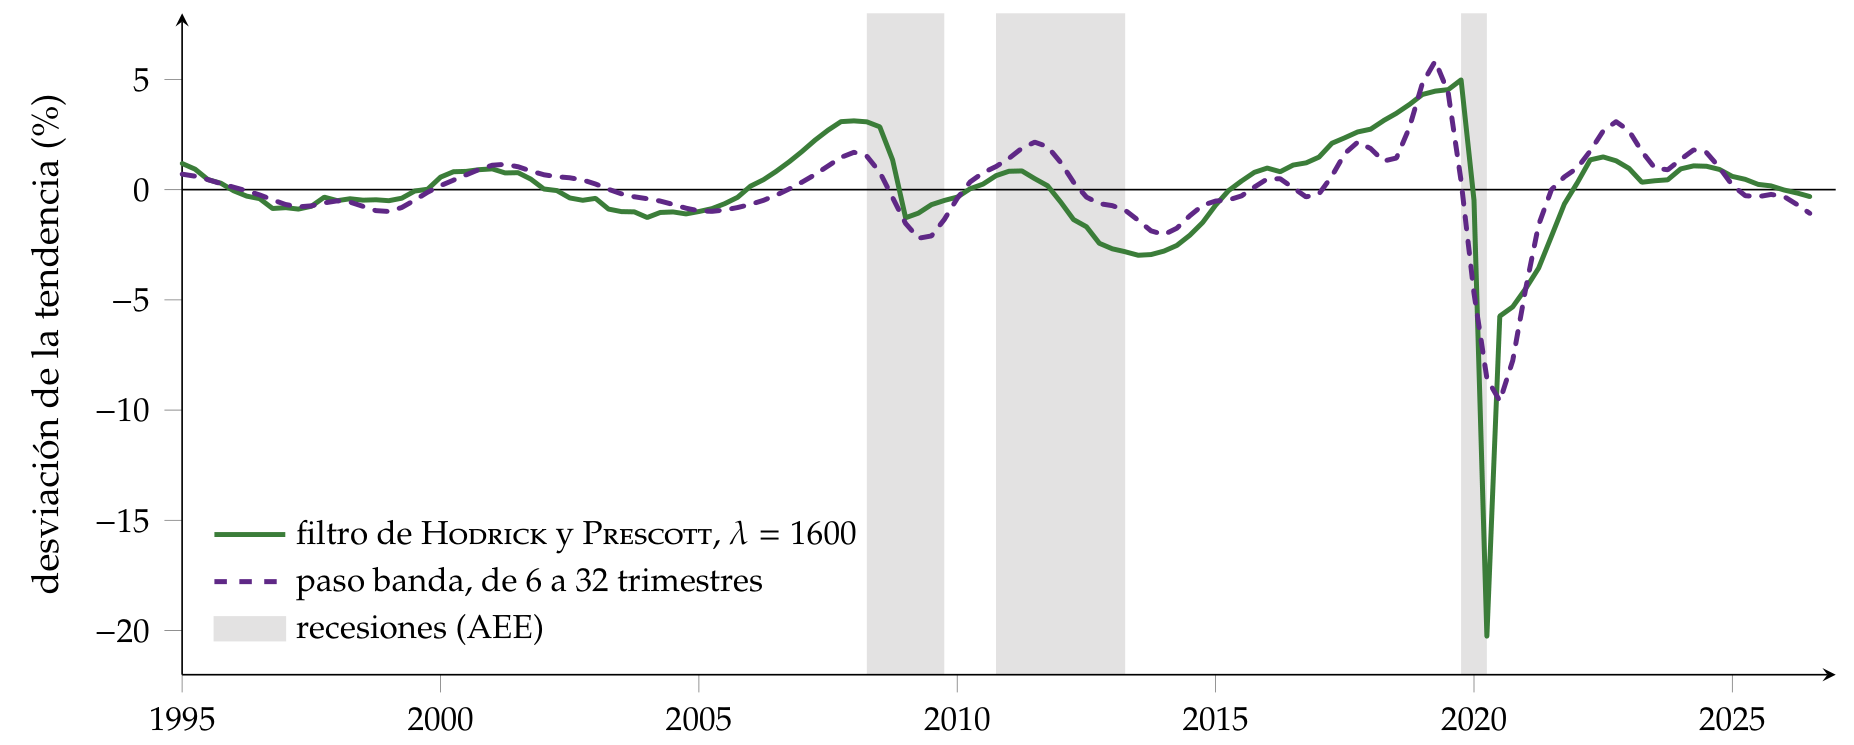 desviación de la tendencia (%)
5
0
−5
−10
−15
−20
filtro de Hodrick y Prescott, λ = 1600
paso banda, de 6 a 32 trimestres
recesiones (AEE)
1995 2000 2005 2010 2015 2020 2025